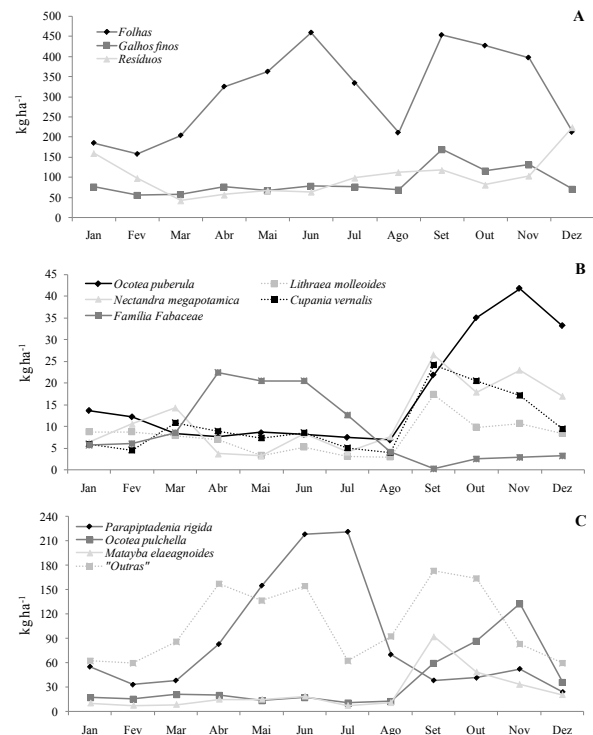 A
500
450
400
350
300
250
200
150
100
50
0
kg ha-1
Folhas
Galhos finos
Resíduos
Jan Fev Mar Abr Mai Jun Jul Ago Set Out Nov Dez
B
45
40
35
30
25
20
15
10
5
0
kg ha-1
Ocotea puberula Lithraea molleoides
Nectandra megapotamica Cupania vernalis
Família Fabaceae
Jan Fev Mar Abr Mai Jun Jul Ago Set Out Nov Dez
C
240
210
180
150
120
90
60
30
0
kg ha-1
Parapiptadenia rigida
Ocotea pulchella
Matayba elaeagnoides
"Outras"
Jan Fev Mar Abr Mai Jun Jul Ago Set Out Nov Dez